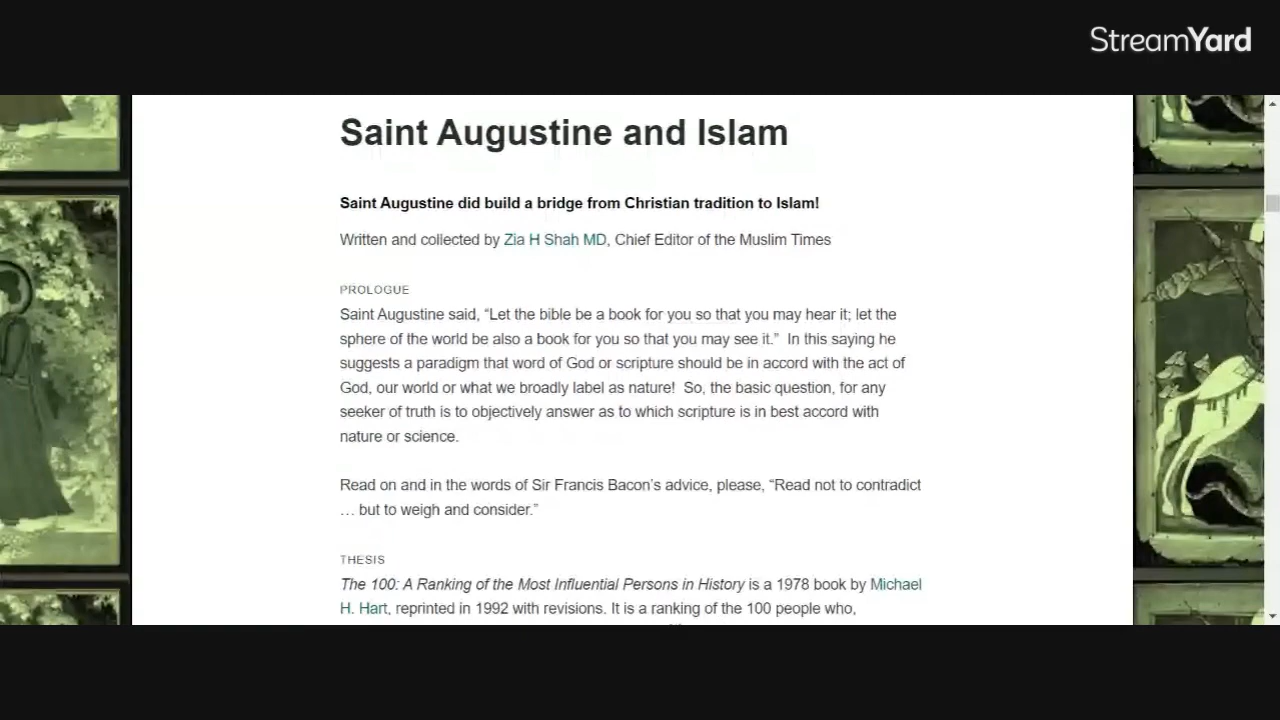 StreamYard
Saint Augustine and Islam
Saint Augustine did build a bridge from Christian tradition to Islam!
Written and collected by Zia H Shah MD, Chief Editor of the Muslim Times
PROLOGUE
Saint Augustine said, “Let the bible be a book for you so that you may hear it; let the
sphere of the world be also a book for you so that you may see it.”  In this saying he
suggests a paradigm that word of God or scripture should be in accord with the act of
God, our world or what we broadly label as nature!  So, the basic question, for any
seeker of truth is to objectively answer as to which scripture is in best accord with
nature or science.
Read on and in the words of Sir Francis Bacon’s advice, please, “Read not to contradict
… but to weigh and consider.”
THESIS
The 100: A Ranking of the Most Influential Persons in History is a 1978 book by Michael
H. Hart, reprinted in 1992 with revisions. It is a ranking of the 100 people who,